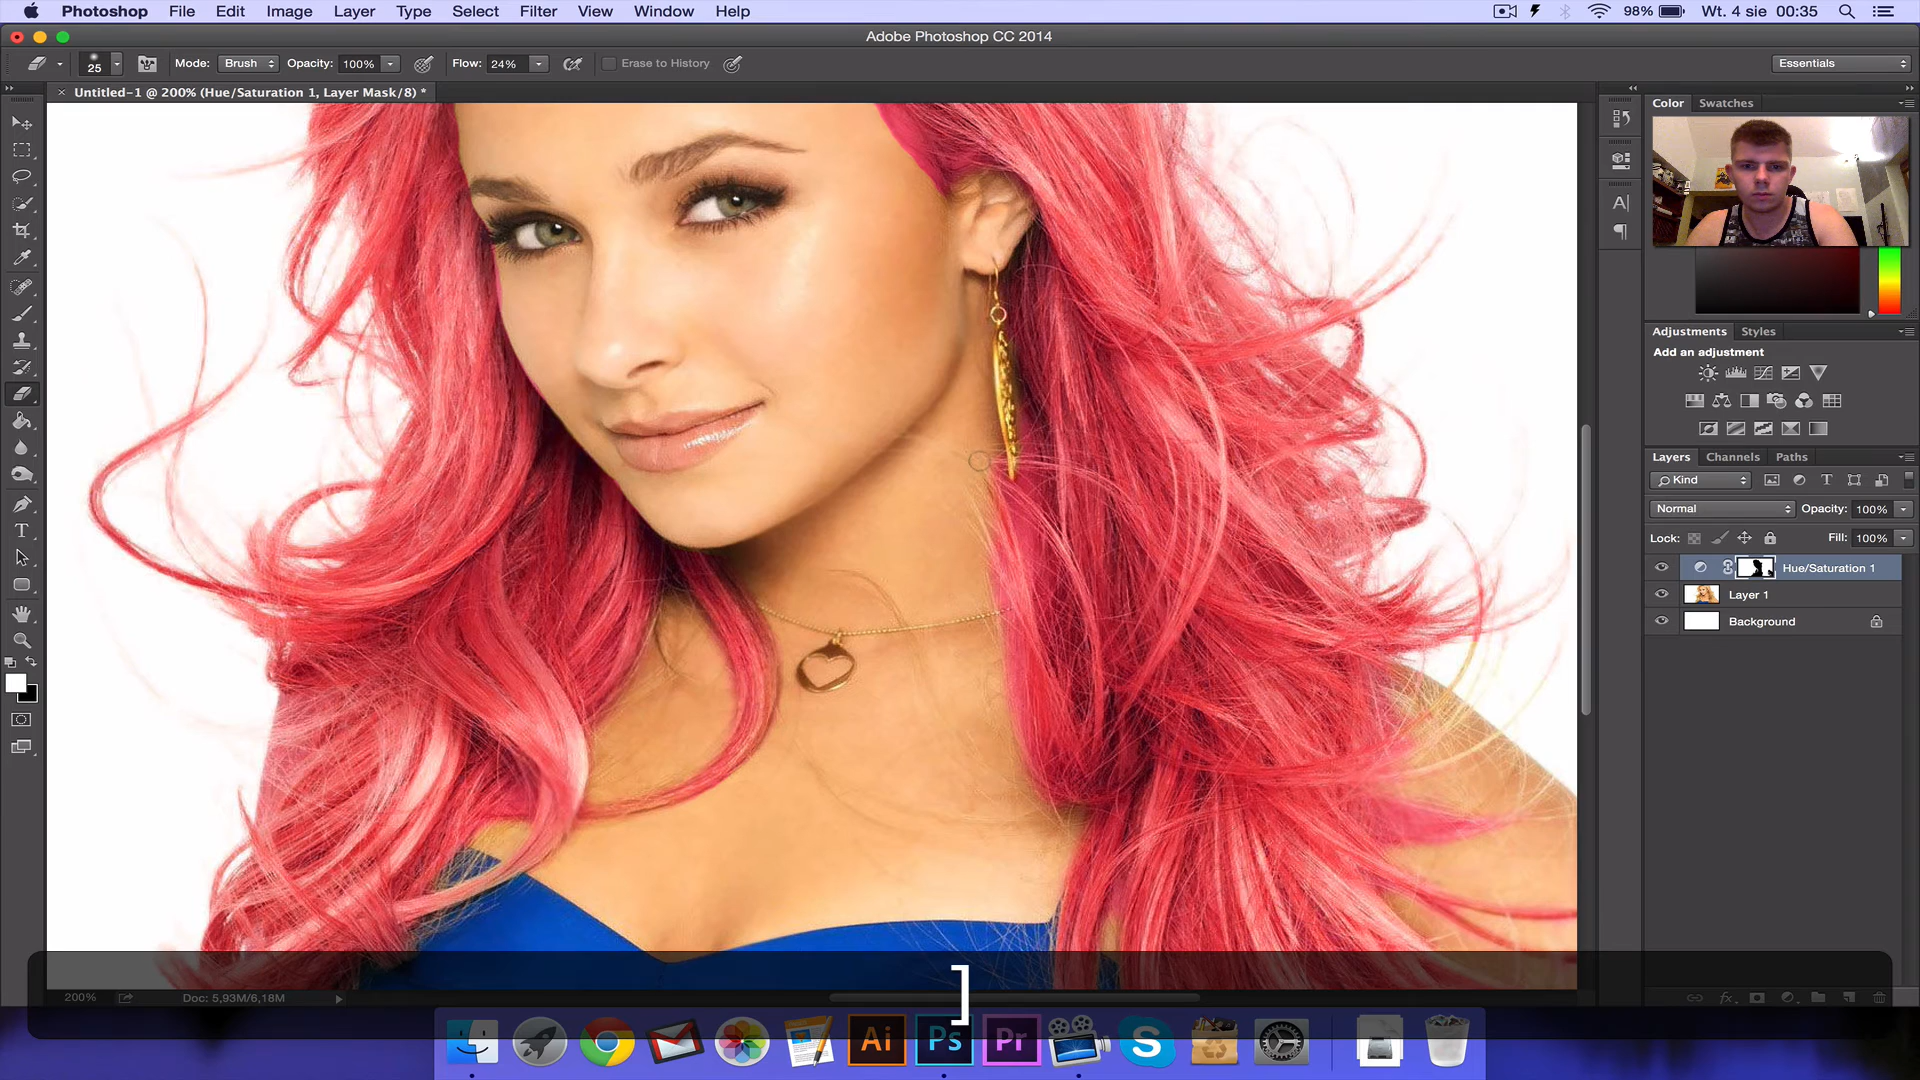 Photoshop File Edit Image Layer Type Select Filter View Window Help 98% Wt. 4 sie 00:35
Adobe Photoshop CC 2014
25 Mode: Brush Opacity: 100% Flow: 24% Erase to History Essentials
× Untitled-1 @ 200% (Hue/Saturation 1, Layer Mask/8) *
Color Swatches
Adjustments Styles
Add an adjustment
Layers Channels Paths
Kind
Normal Opacity: 100%
Lock: Fill: 100%
Hue/Saturation 1
Layer 1
Background
200% Doc: 5,93M/6,18M
]
Ai Ps Pr S